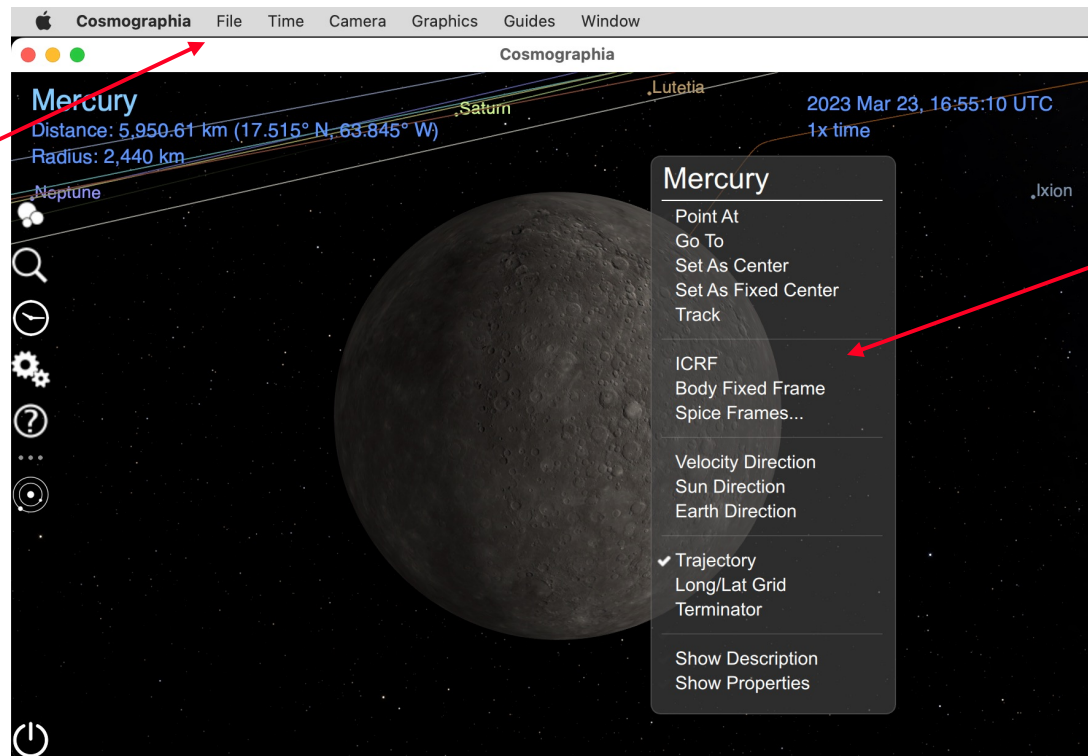 Cosmographia File Time Camera Graphics Guides Window
Cosmographia
Mercury
Distance: 5,950.61 km (17.515° N, 63.845° W)
Radius: 2,440 km
2023 Mar 23, 16:55:10 UTC
1x time
Saturn
Lutetia
Neptune
Ixion
Mercury
Point At
Go To
Set As Center
Set As Fixed Center
Track
ICRF
Body Fixed Frame
Spice Frames...
Velocity Direction
Sun Direction
Earth Direction
Trajectory
Long/Lat Grid
Terminator
Show Description
Show Properties